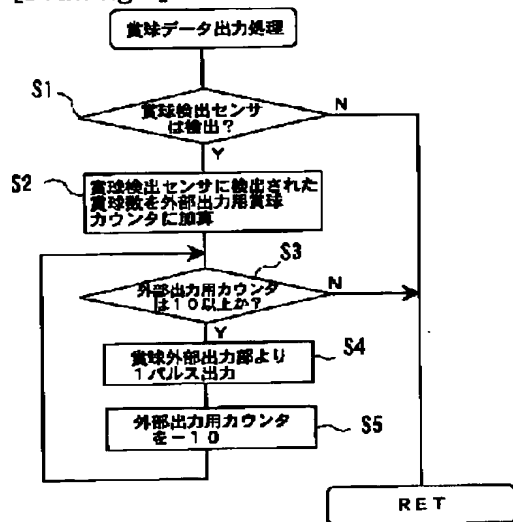 賞球データ出力処理
S1
賞球検出センサ
は検出?
N
Y
S2
賞球検出センサに検出された
賞球数を外部出力用賞球
カウンタに加算
S3
外部出力用カウンタ
は10以上か?
N
Y
賞球外部出力部より
1パルス出力
S4
外部出力用カウンタ
を-10
S5
RET